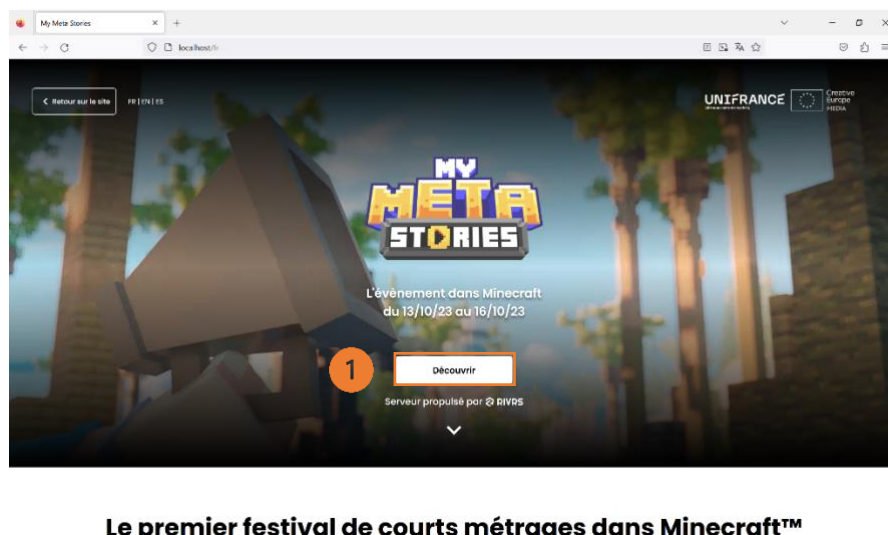 My Meta Stories
localhost/fr
Retour sur le site
FR | EN | ES
UNIFRANCE
Creative
Europe
MEDIA
MY
META
STORIES
L'évènement dans Minecraft
du 13/10/23 au 16/10/23
1
Découvrir
Serveur propulsé par RIVRS
Le premier festival de courts métrages dans Minecraft™